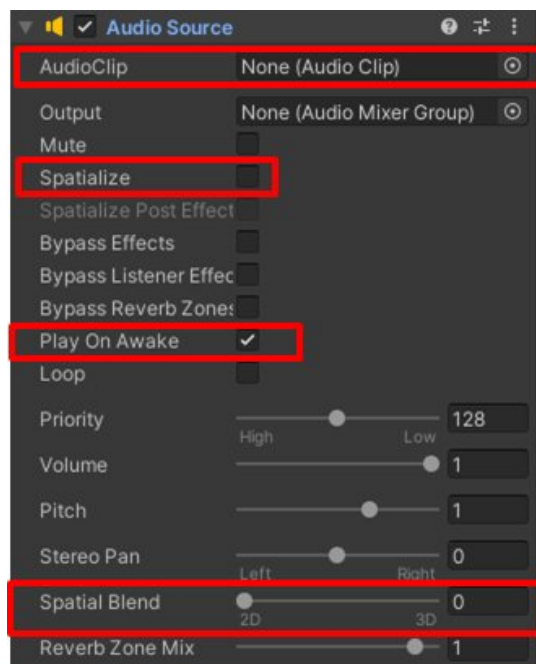 Audio Source
AudioClip None (Audio Clip)
Output None (Audio Mixer Group)
Mute
Spatialize
Spatialize Post Effect
Bypass Effects
Bypass Listener Effec
Bypass Reverb Zones
Play On Awake
Loop
Priority 128
High Low
Volume 1
Pitch 1
Stereo Pan 0
Left Right
Spatial Blend 0
2D 3D
Reverb Zone Mix 1